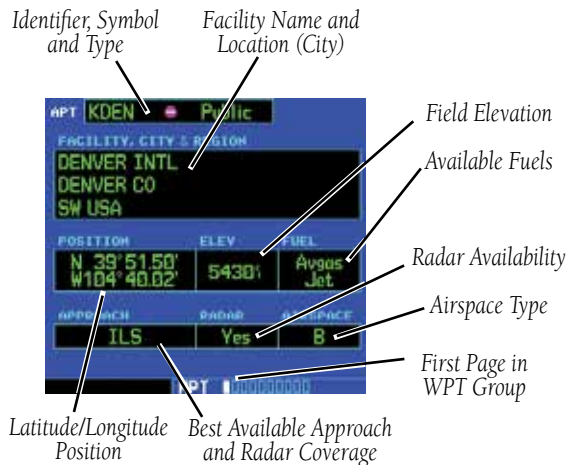 Identifier, Symbol
and Type
Facility Name and
Location (City)
APT KDEN Public
FACILITY, CITY & REGION
DENVER INTL
DENVER CO
SW USA
Field Elevation
Available Fuels
POSITION ELEV FUEL
N 39°51.50'
W104°40.02'
5430ft
Avgas
Jet
Radar Availability
Airspace Type
APPROACH RADAR AIRSPACE
ILS Yes B
First Page in
WPT Group
APT
Latitude/Longitude
Position
Best Available Approach
and Radar Coverage